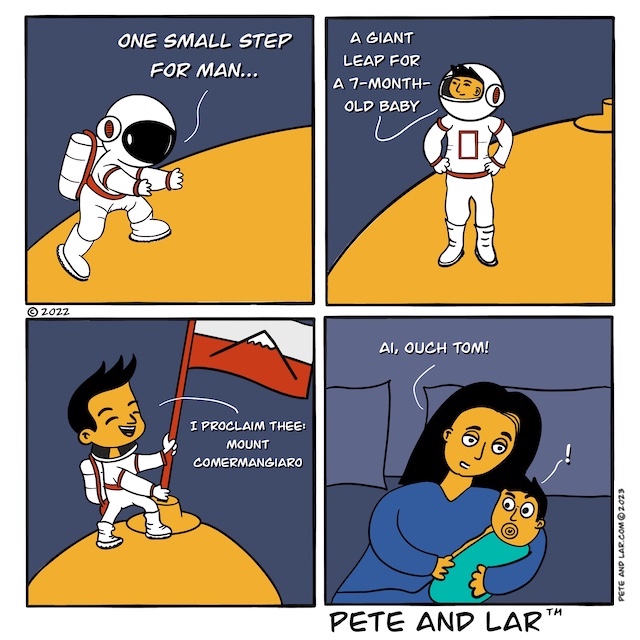 ONE SMALL STEP
FOR MAN...
A GIANT
LEAP FOR
A 7-MONTH-
OLD BABY
© 2022
I PROCLAIM THEE:
MOUNT
COMERMANGIARO
AI, OUCH TOM!
!
PETE AND LAR.COM © 2023
PETE AND LAR™